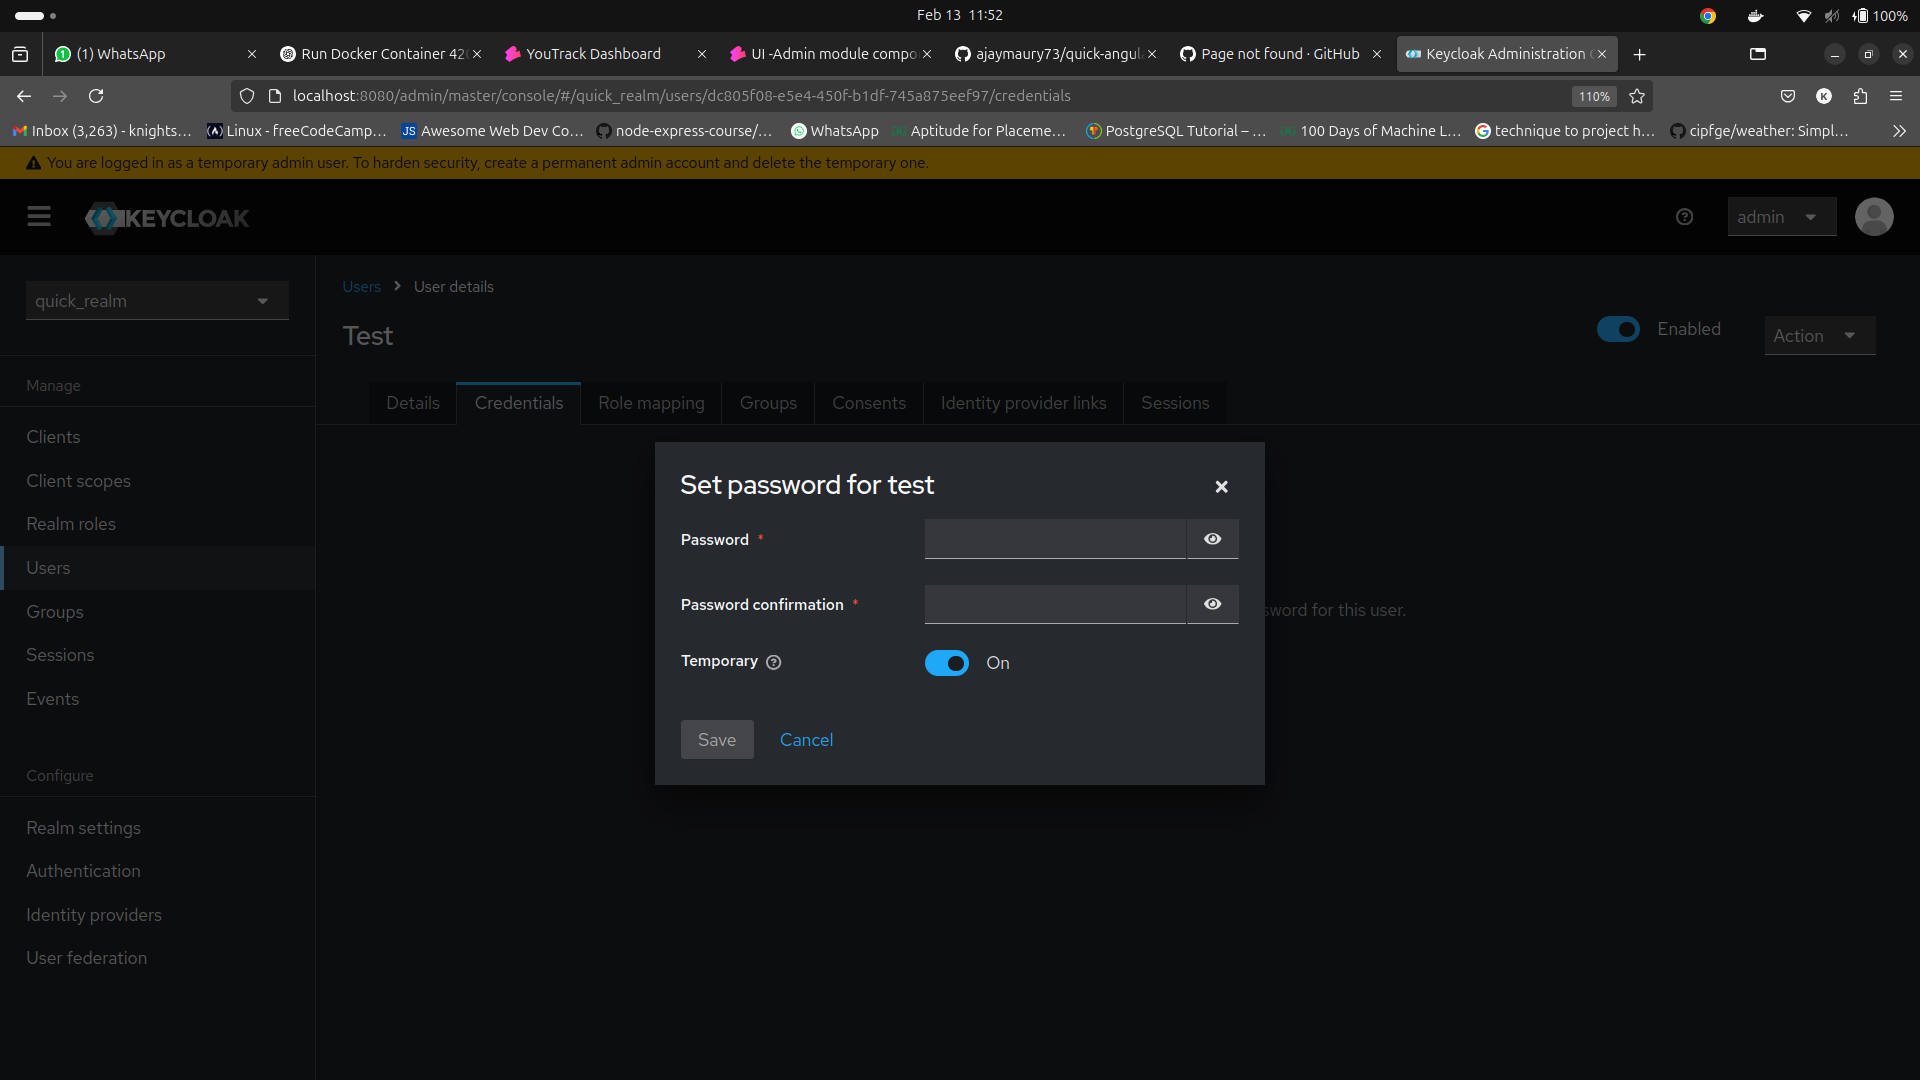 Feb 13 11:52
100%
(1) WhatsApp
Run Docker Container 42
YouTrack Dashboard
UI -Admin module compo
ajaymaury73/quick-angul
Page not found · GitHub
Keycloak Administration
localhost:8080/admin/master/console/#/quick_realm/users/dc805f08-e5e4-450f-b1df-745a875eef97/credentials
110%
K
Inbox (3,263) - knights…
Linux - freeCodeCamp…
JS Awesome Web Dev Co…
node-express-course/…
WhatsApp
Aptitude for Placeme…
PostgreSQL Tutorial – …
100 Days of Machine L…
technique to project h…
cipfge/weather: Simpl…
You are logged in as a temporary admin user. To harden security, create a permanent admin account and delete the temporary one.
KEYCLOAK
admin
quick_realm
Users
User details
Test
Enabled
Action
Manage
Details
Credentials
Role mapping
Groups
Consents
Identity provider links
Sessions
Clients
Client scopes
Realm roles
Users
Groups
Sessions
Events
Configure
Realm settings
Authentication
Identity providers
User federation
Set password for test
Password *
Password confirmation *
sword for this user.
Temporary
On
Save
Cancel